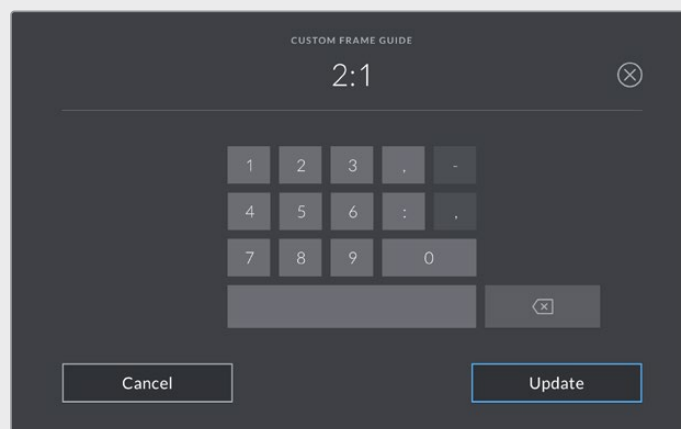 CUSTOM FRAME GUIDE
2:1
1 2 3 , -
4 5 6 : ,
7 8 9 0
Cancel Update